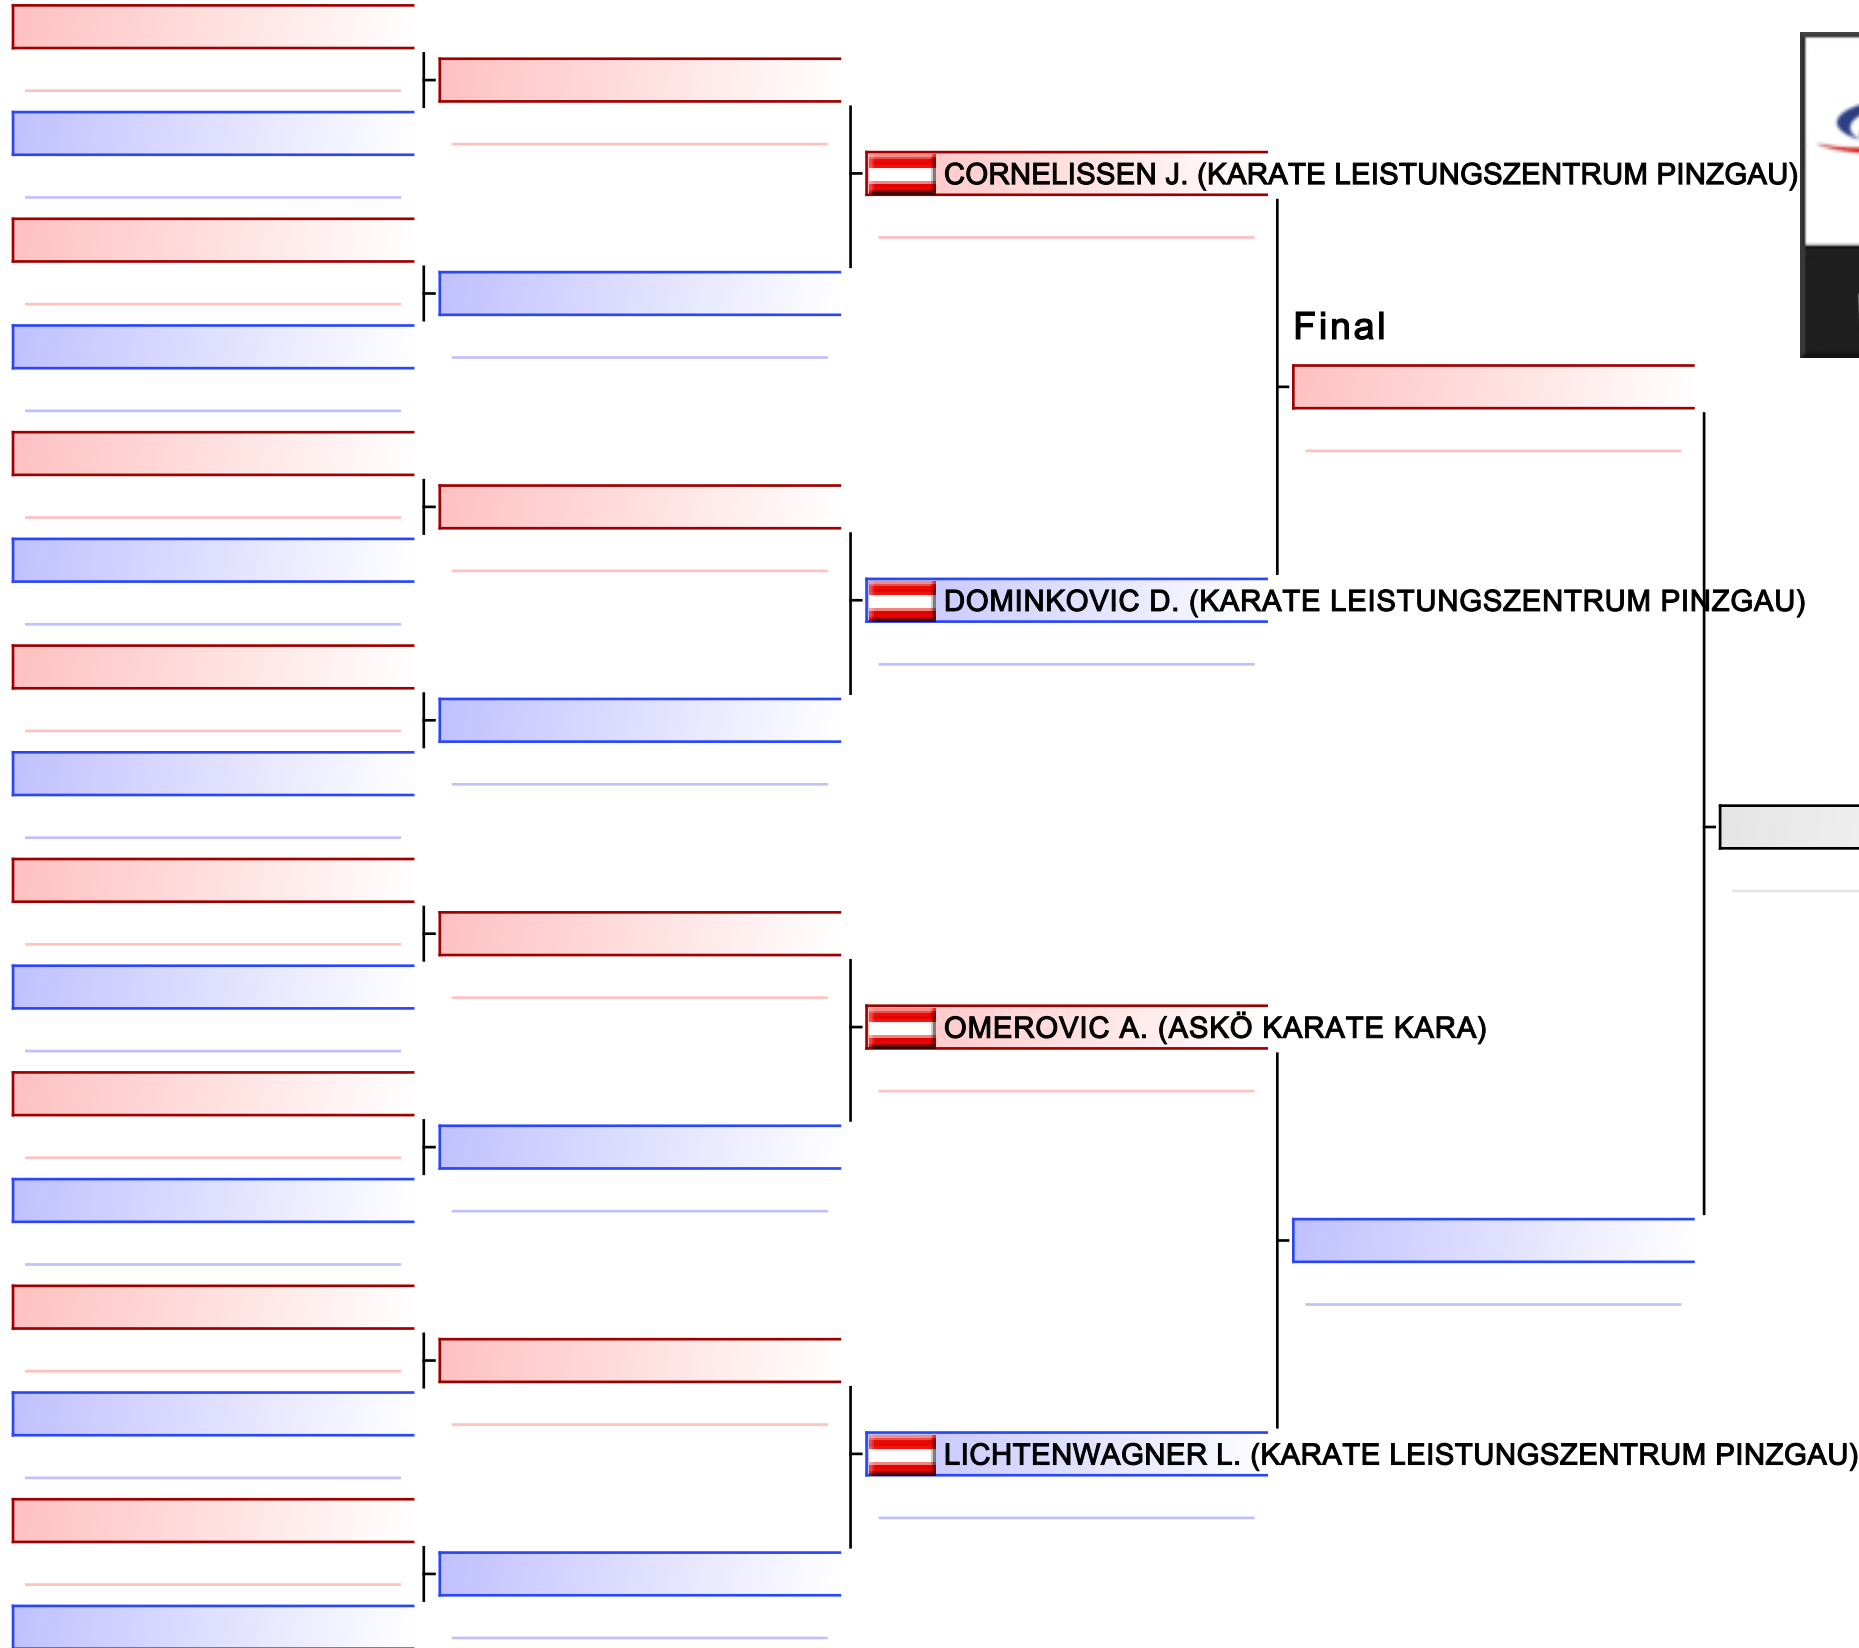 CORNELISSEN J. (KARATE LEISTUNGSZENTRUM PINZGAU)
Final
DOMINKOVIC D. (KARATE LEISTUNGSZENTRUM PINZGAU)
OMEROVIC A. (ASKÖ KARATE KARA)
LICHTENWAGNER L. (KARATE LEISTUNGSZENTRUM PINZGAU)